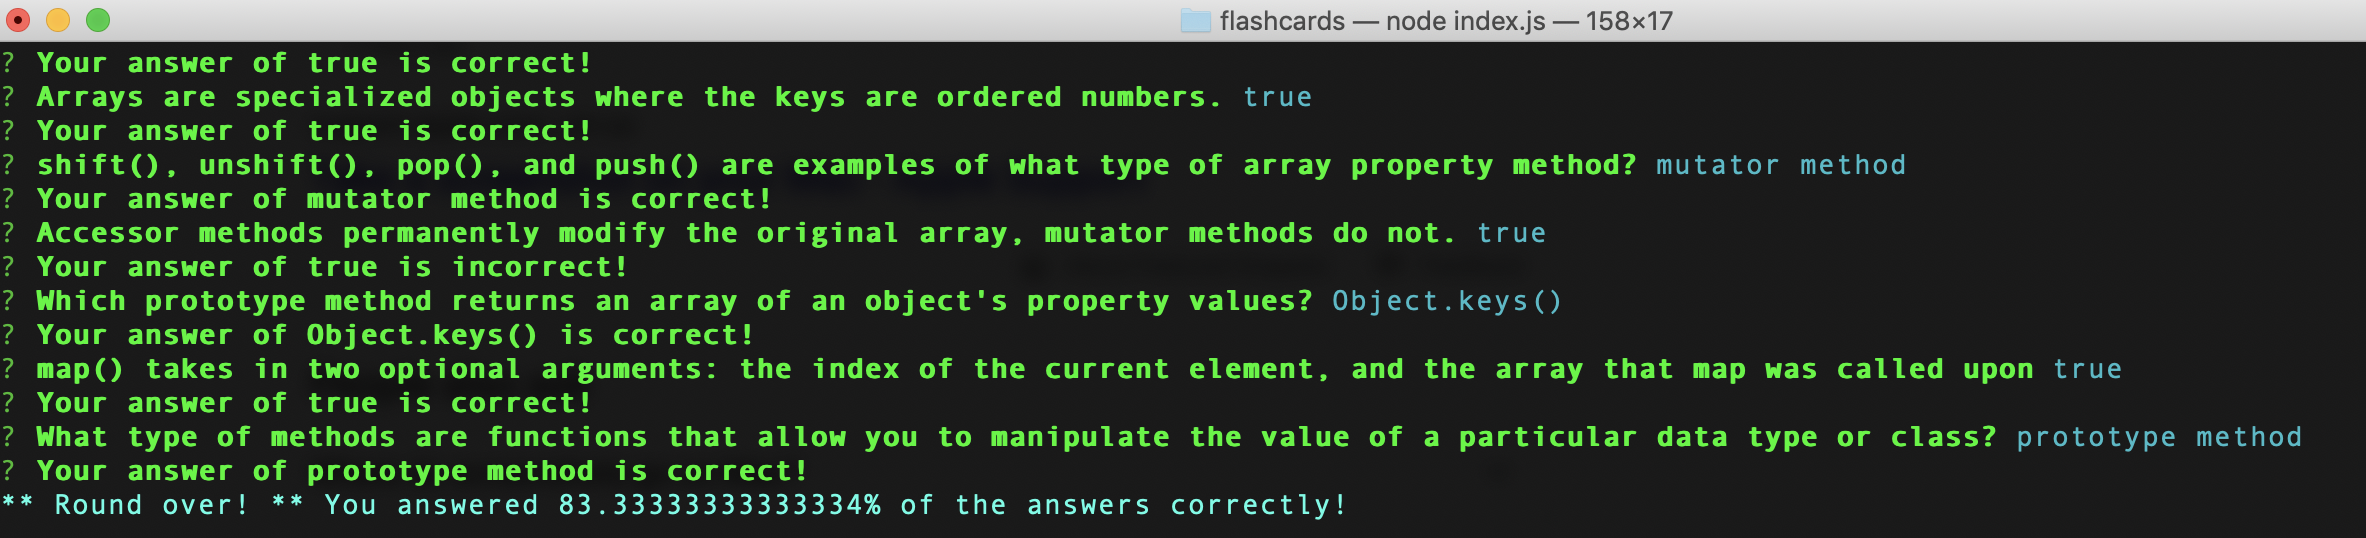 flashcards — node index.js — 158×17
? Your answer of true is correct!
? Arrays are specialized objects where the keys are ordered numbers. true
? Your answer of true is correct!
? shift(), unshift(), pop(), and push() are examples of what type of array property method? mutator method
? Your answer of mutator method is correct!
? Accessor methods permanently modify the original array, mutator methods do not. true
? Your answer of true is incorrect!
? Which prototype method returns an array of an object's property values? Object.keys()
? Your answer of Object.keys() is correct!
? map() takes in two optional arguments: the index of the current element, and the array that map was called upon true
? Your answer of true is correct!
? What type of methods are functions that allow you to manipulate the value of a particular data type or class? prototype method
? Your answer of prototype method is correct!
** Round over! ** You answered 83.33333333333334% of the answers correctly!